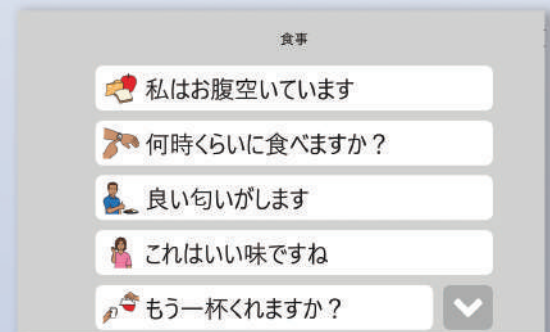 食事
私はお腹空いています
何時くらいに食べますか？
良い匂いがします
これはいい味ですね
もう一杯くれますか？